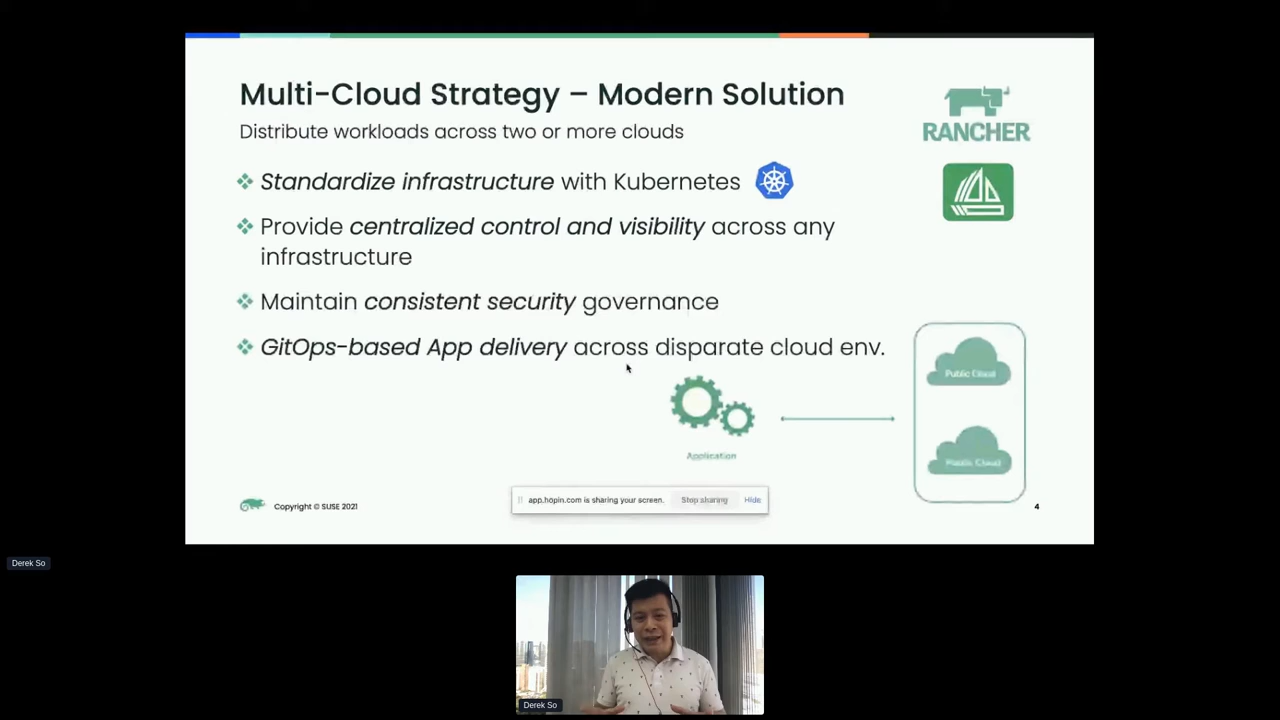 Multi-Cloud Strategy – Modern Solution
Distribute workloads across two or more clouds
RANCHER
Standardize infrastructure with Kubernetes
Provide centralized control and visibility across any
infrastructure
Maintain consistent security governance
GitOps-based App delivery across disparate cloud env.
Public Cloud
Application
Public Cloud
app.hopin.com is sharing your screen.
Stop sharing
Hide
Copyright © SUSE 2021
4
Derek So
Derek So